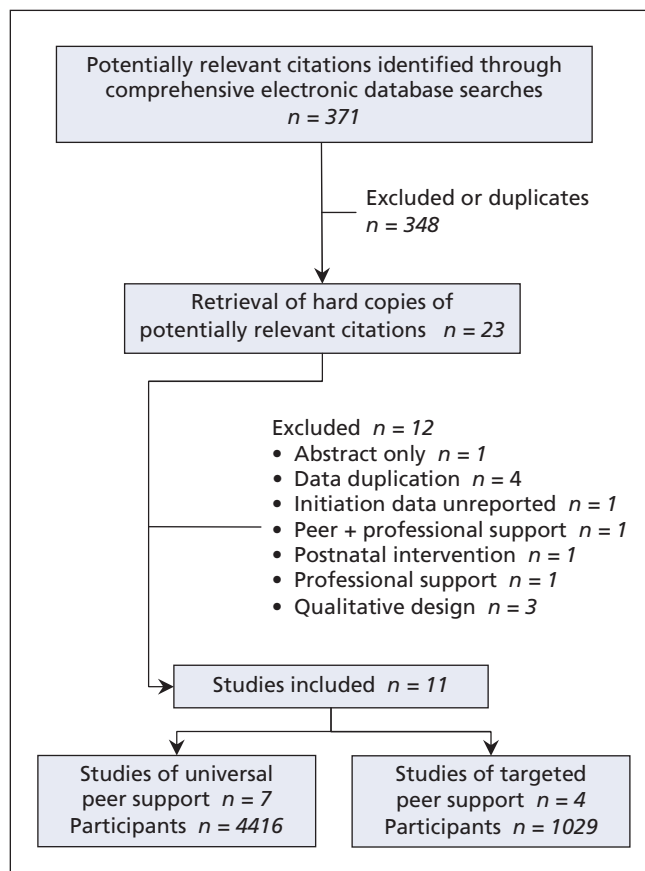 Potentially relevant citations identified through
comprehensive electronic database searches
n = 371
Excluded or duplicates
n = 348
Retrieval of hard copies of
potentially relevant citations n = 23
Excluded n = 12
• Abstract only n = 1
• Data duplication n = 4
• Initiation data unreported n = 1
• Peer + professional support n = 1
• Postnatal intervention n = 1
• Professional support n = 1
• Qualitative design n = 3
Studies included n = 11
Studies of universal
peer support n = 7
Participants n = 4416
Studies of targeted
peer support n = 4
Participants n = 1029